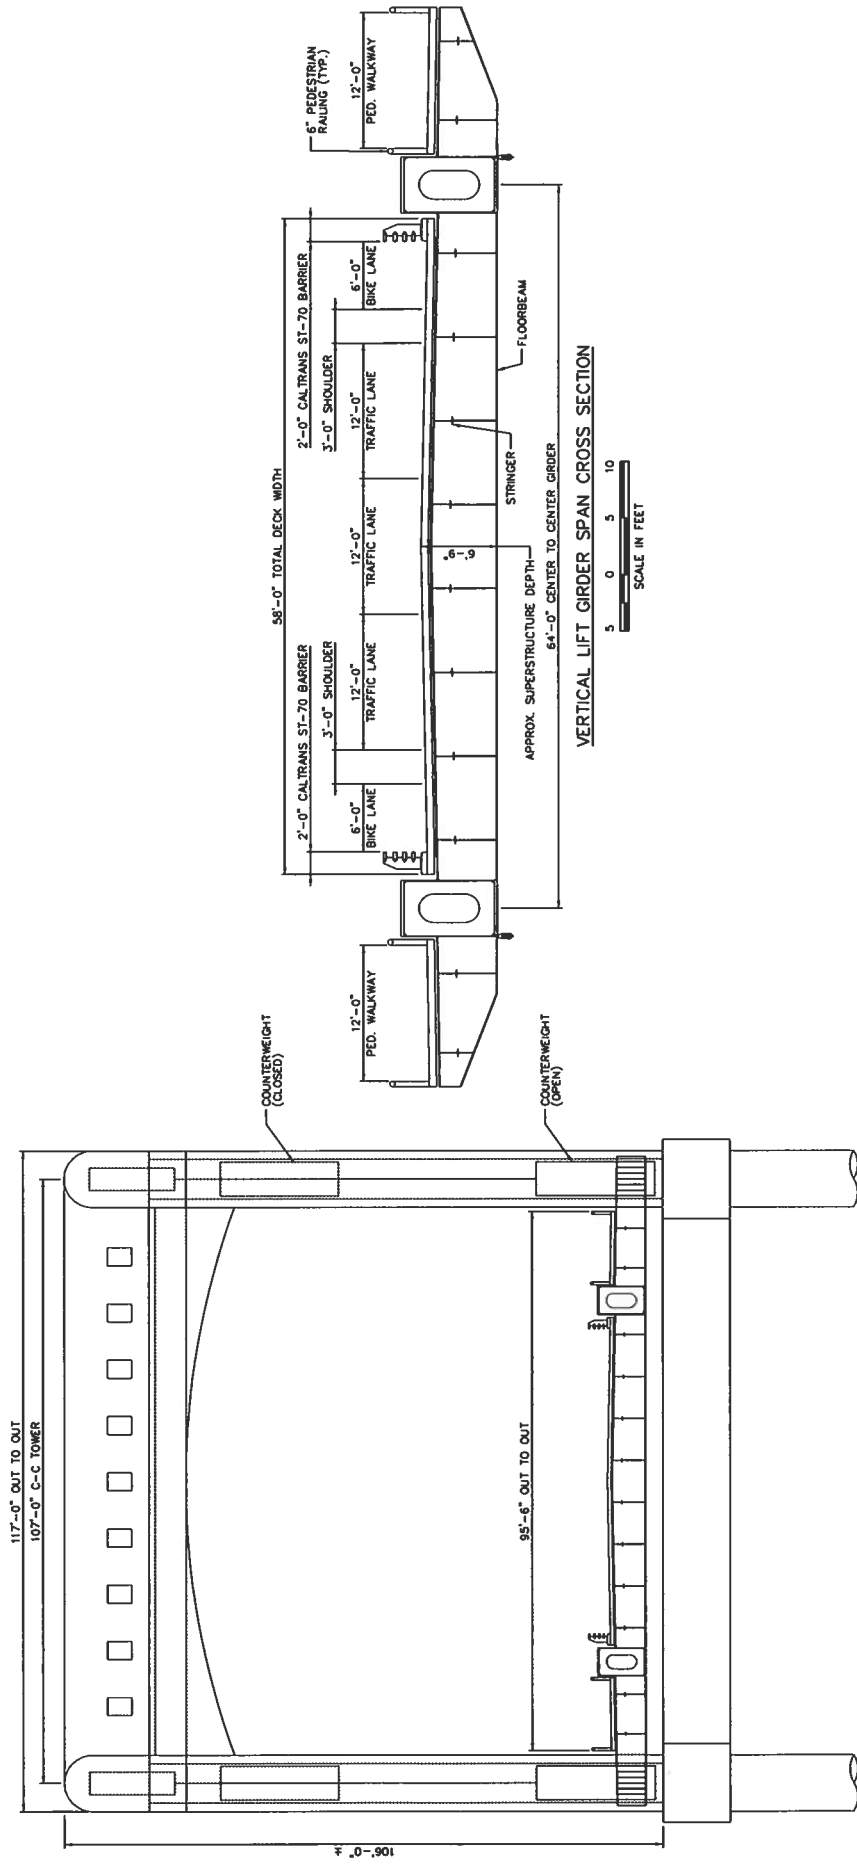 117'-0" OUT TO OUT
107'-0" C-C TOWER
106'-0" ±
95'-6" OUT TO OUT
COUNTERWEIGHT
(CLOSED)
COUNTERWEIGHT
(OPEN)
58'-0" TOTAL DECK WIDTH
2'-0" CALTRANS ST-70 BARRIER
2'-0" CALTRANS ST-70 BARRIER
3'-0" SHOULDER
3'-0" SHOULDER
6" PEDESTRIAN
RAILING (TYP.)
12'-0"
PED. WALKWAY
6'-0"
BIKE LANE
12'-0"
TRAFFIC LANE
12'-0"
TRAFFIC LANE
12'-0"
TRAFFIC LANE
6'-0"
BIKE LANE
12'-0"
PED. WALKWAY
6'-9"
STRINGER
FLOORBEAM
APPROX. SUPERSTRUCTURE DEPTH
64'-0" CENTER TO CENTER GIRDER
VERTICAL LIFT GIRDER SPAN CROSS SECTION
5 0 5 10
SCALE IN FEET